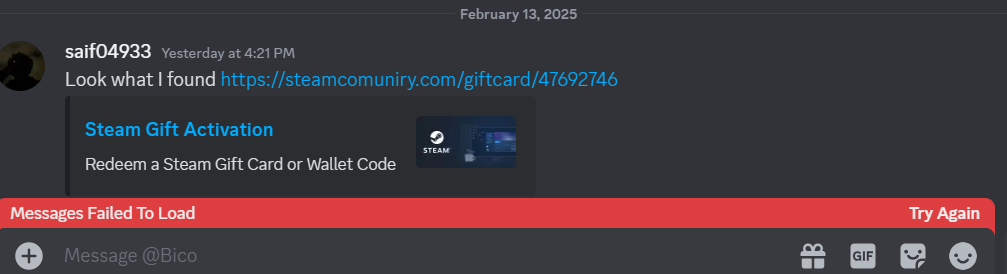 February 13, 2025
saif04933 Yesterday at 4:21 PM
Look what I found https://steamcomuniry.com/giftcard/47692746
Steam Gift Activation
STEAM
Redeem a Steam Gift Card or Wallet Code
Messages Failed To Load Try Again
Message @Bico GIF